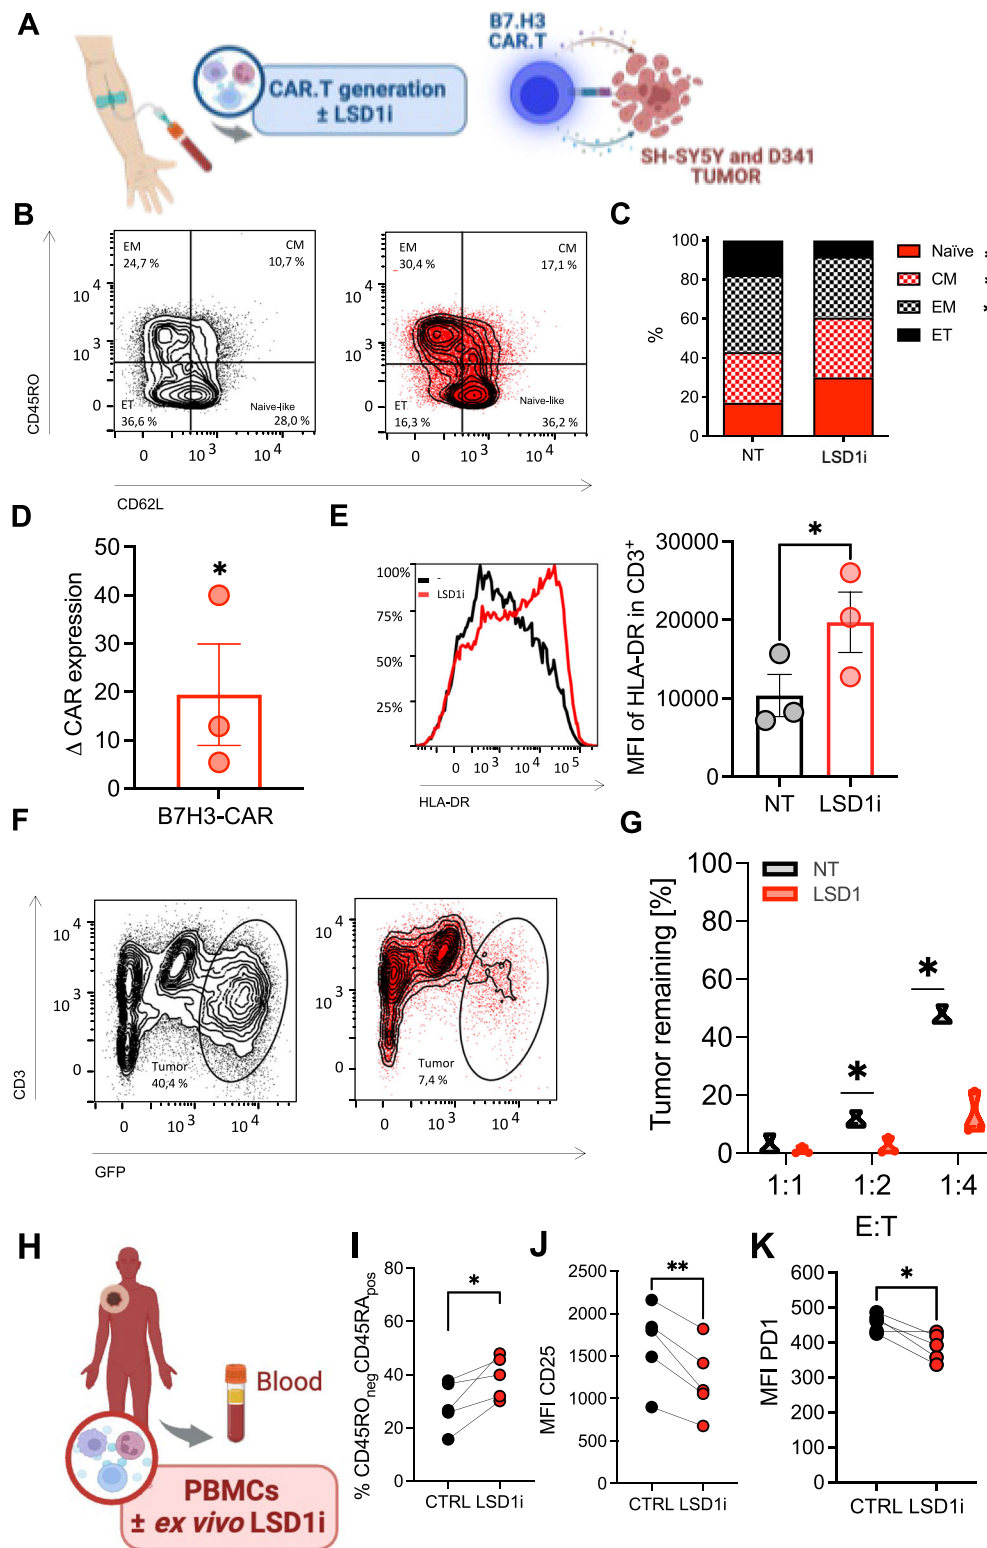 A
CAR.T generation
± LSD1i
B7.H3
CAR.T
SH-SY5Y and D341
TUMOR
B
CD45RO
EM
24,7 %
CM
10,7 %
ET
36,6 %
Naive-like
28,0 %
10^4
10^3
0
0 10^3 10^4
EM
30,4 %
CM
17,1 %
ET
16,3 %
Naive-like
36,2 %
10^4
10^3
0
0 10^3 10^4
CD62L
C
%
100
80
60
40
20
0
NT LSD1i
Naïve *
CM *
EM *
ET
D
Δ CAR expression
50
40
30
20
10
0
*
B7H3-CAR
E
100%
75%
50%
25%
-
LSD1i
0 10^3 10^4 10^5
HLA-DR
MFI of HLA-DR in CD3+
30000
20000
10000
0
*
NT LSD1i
F
CD3
10^4
10^3
0
Tumor
40,4 %
0 10^3 10^4
10^4
10^3
0
Tumor
7,4 %
0 10^3 10^4
GFP
G
Tumor remaining [%]
100
80
60
40
20
0
NT
LSD1
*
*
1:1 1:2 1:4
E:T
H
Blood
PBMCs
± ex vivo LSD1i
I
% CD45ROneg CD45RApos
80
60
40
20
0
*
CTRL LSD1i
J
MFI CD25
2500
2000
1500
1000
500
0
**
CTRL LSD1i
K
MFI PD1
600
500
400
300
200
100
0
*
CTRL LSD1i